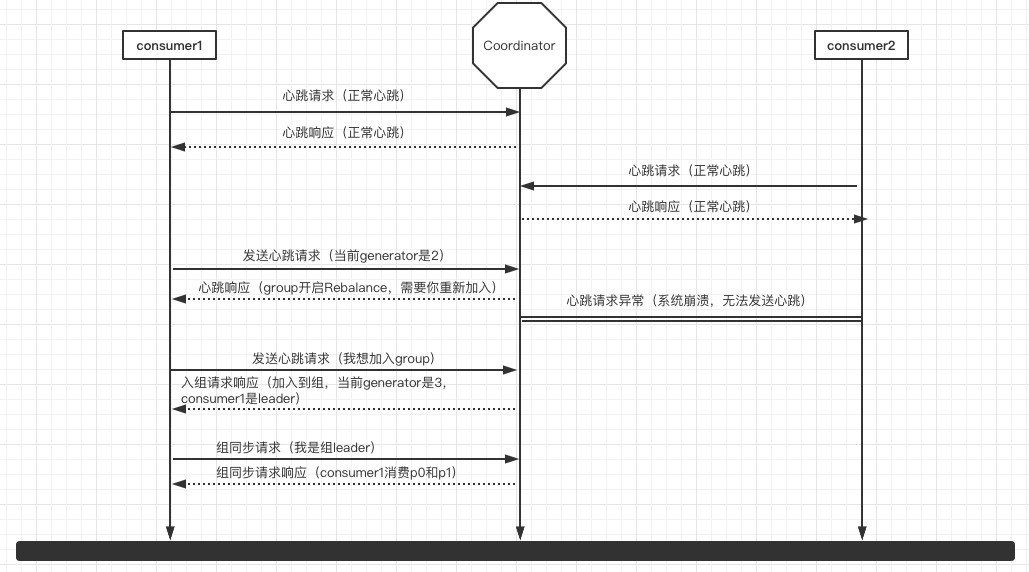 consumer1
Coordinator
consumer2
心跳请求（正常心跳）
心跳响应（正常心跳）
心跳请求（正常心跳）
心跳响应（正常心跳）
发送心跳请求（当前generator是2）
心跳响应（group开启Rebalance，需要你重新加入）
心跳请求异常（系统崩溃，无法发送心跳）
发送心跳请求（我想加入group）
入组请求响应（加入到组，当前generator是3，
consumer1是leader）
组同步请求（我是组leader）
组同步请求响应（consumer1消费p0和p1）